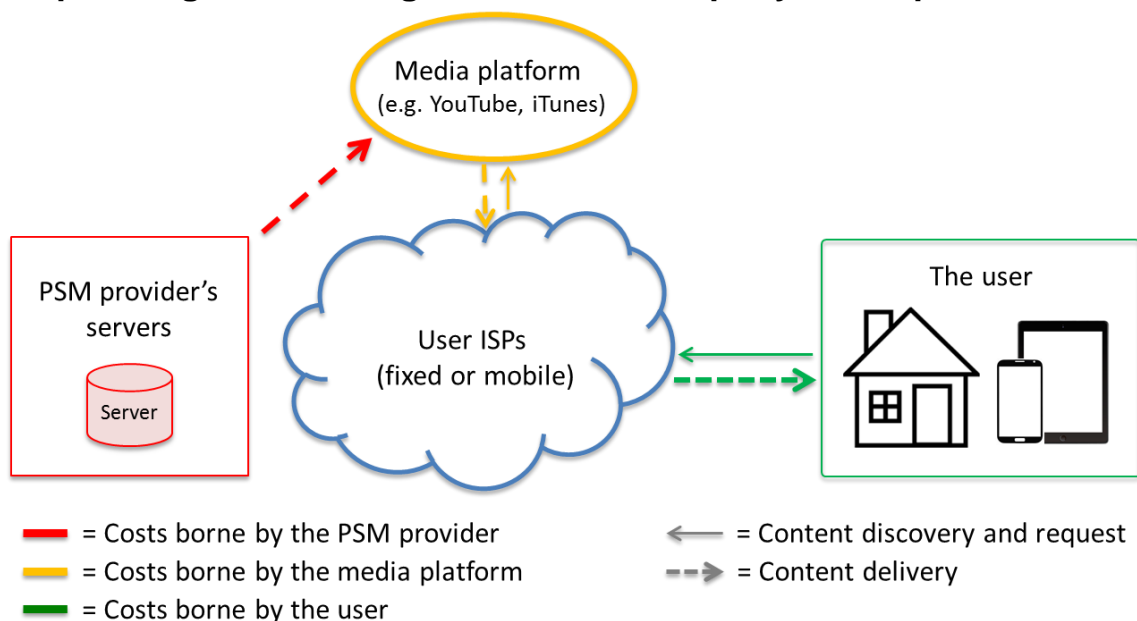 Media platform
(e.g. YouTube, iTunes)
PSM provider's
servers
Server
User ISPs
(fixed or mobile)
The user
= Costs borne by the PSM provider
= Costs borne by the media platform
= Costs borne by the user
= Content discovery and request
= Content delivery